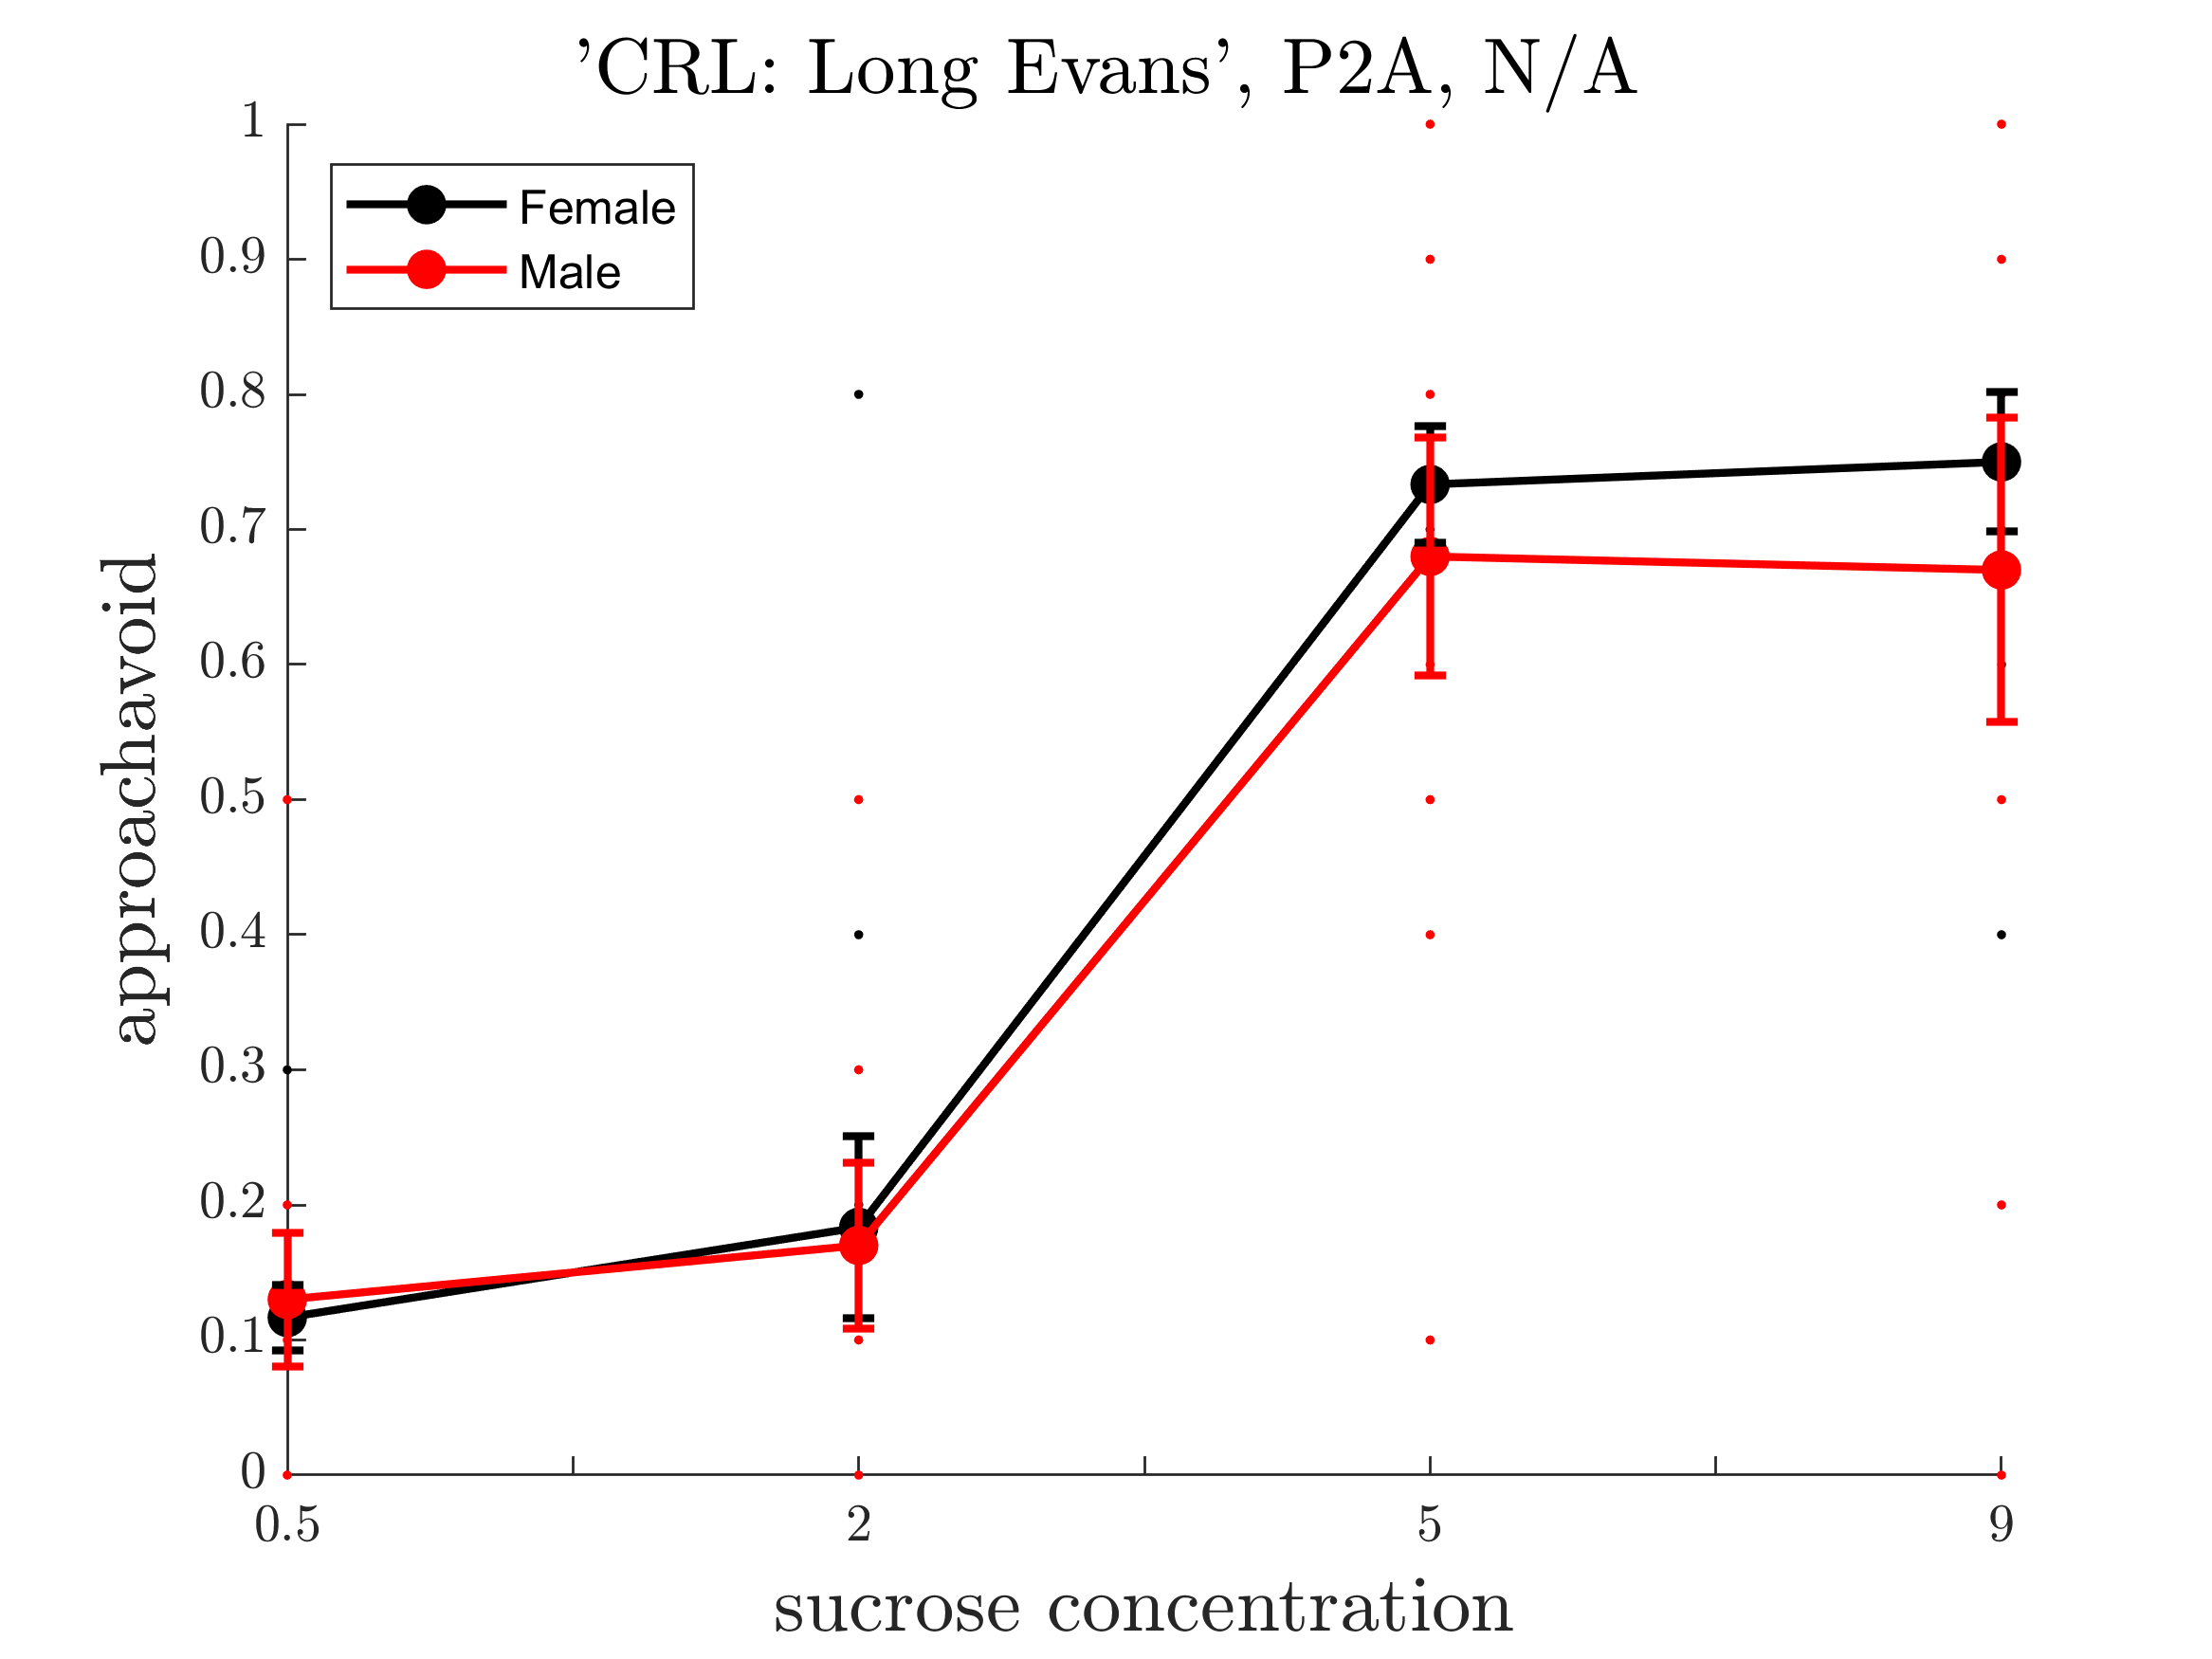 'CRL: Long Evans', P2A, N/A
1
0.9
0.8
0.7
0.6
0.5
0.4
0.3
0.2
0.1
0
Female
Male
approachavoid
0.5 2 5 9
sucrose concentration